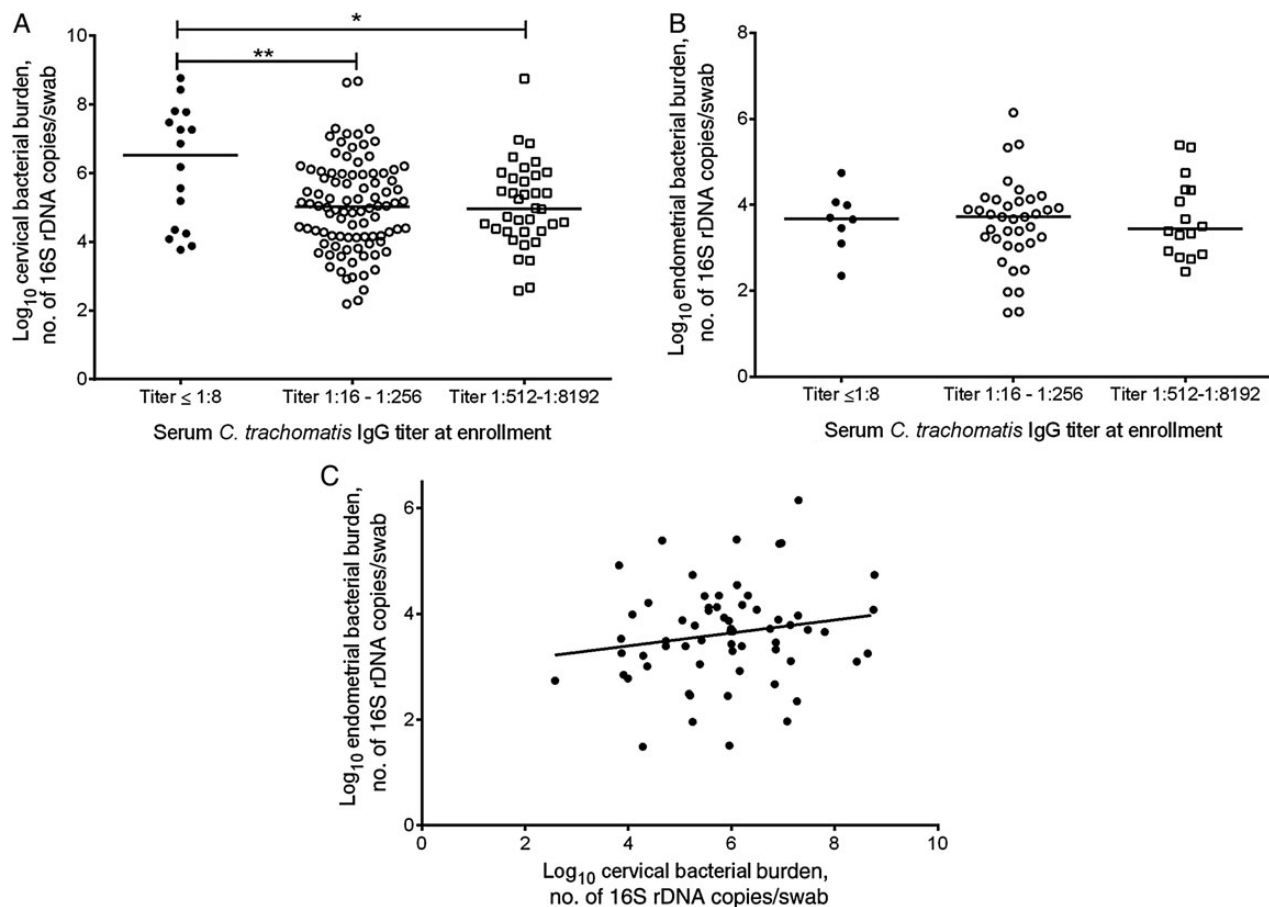 A
*
**
10
8
6
4
2
0
Log10 cervical bacterial burden,
no. of 16S rDNA copies/swab
Titer ≤ 1:8
Titer 1:16 - 1:256
Titer 1:512-1:8192
Serum C. trachomatis IgG titer at enrollment
B
8
6
4
2
0
Log10 endometrial bacterial burden,
no. of 16S rDNA copies/swab
Titer ≤1:8
Titer 1:16 - 1:256
Titer 1:512-1:8192
Serum C. trachomatis IgG titer at enrollment
C
6
4
2
0
Log10 endometrial bacterial burden,
no. of 16S rDNA copies/swab
0
2
4
6
8
10
Log10 cervical bacterial burden,
no. of 16S rDNA copies/swab